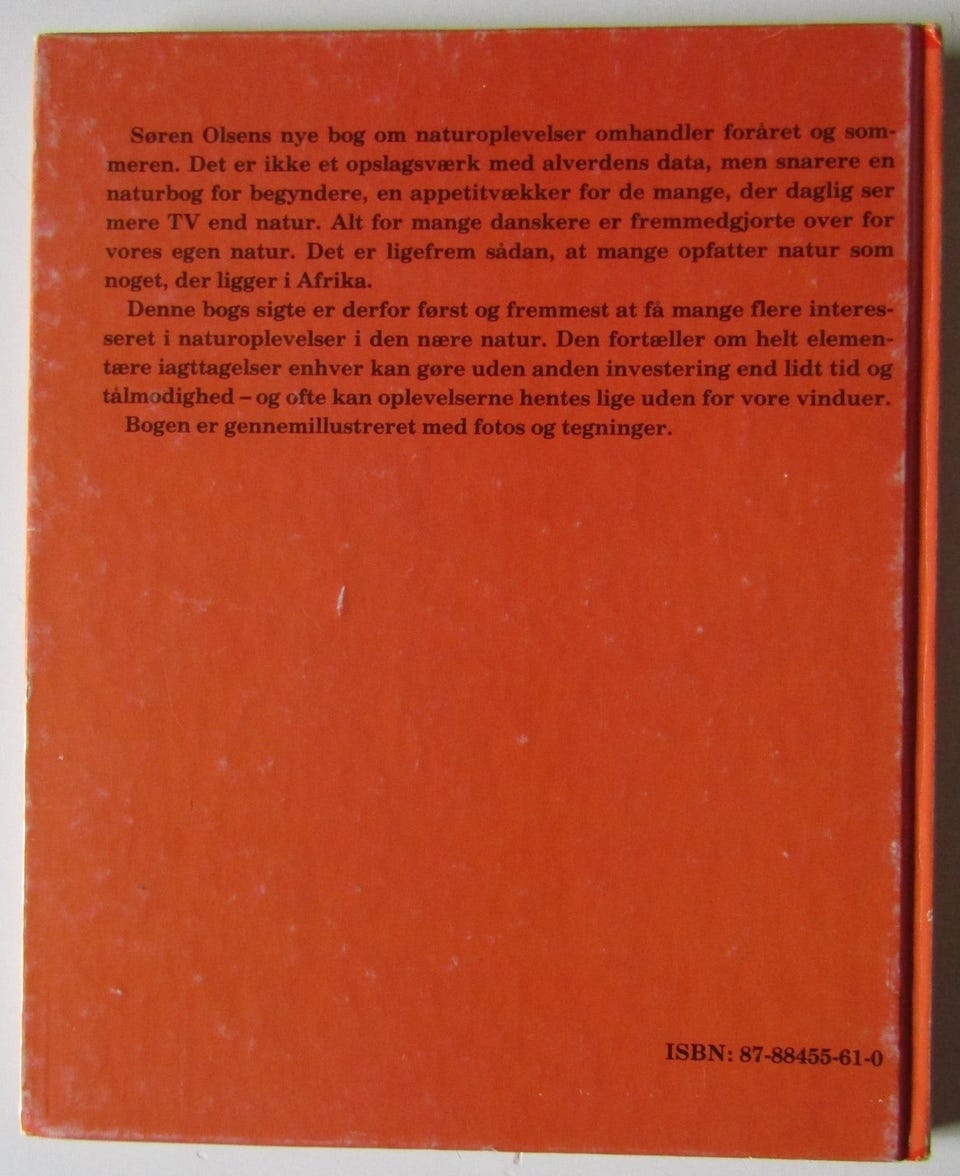 Søren Olsens nye bog om naturoplevelser omhandler foråret og som-
meren. Det er ikke et opslagsværk med alverdens data, men snarere en
naturbog for begyndere, en appetitvækker for de mange, der daglig ser
mere TV end natur. Alt for mange danskere er fremmedgjorte over for
vores egen natur. Det er ligefrem sådan, at mange opfatter natur som
noget, der ligger i Afrika.
Denne bogs sigte er derfor først og fremmest at få mange flere interes-
seret i naturoplevelser i den nære natur. Den fortæller om helt elemen-
tære iagttagelser enhver kan gøre uden anden investering end lidt tid og
tålmodighed – og ofte kan oplevelserne hentes lige uden for vore vinduer.
Bogen er gennemillustreret med fotos og tegninger.
ISBN: 87-88455-61-0